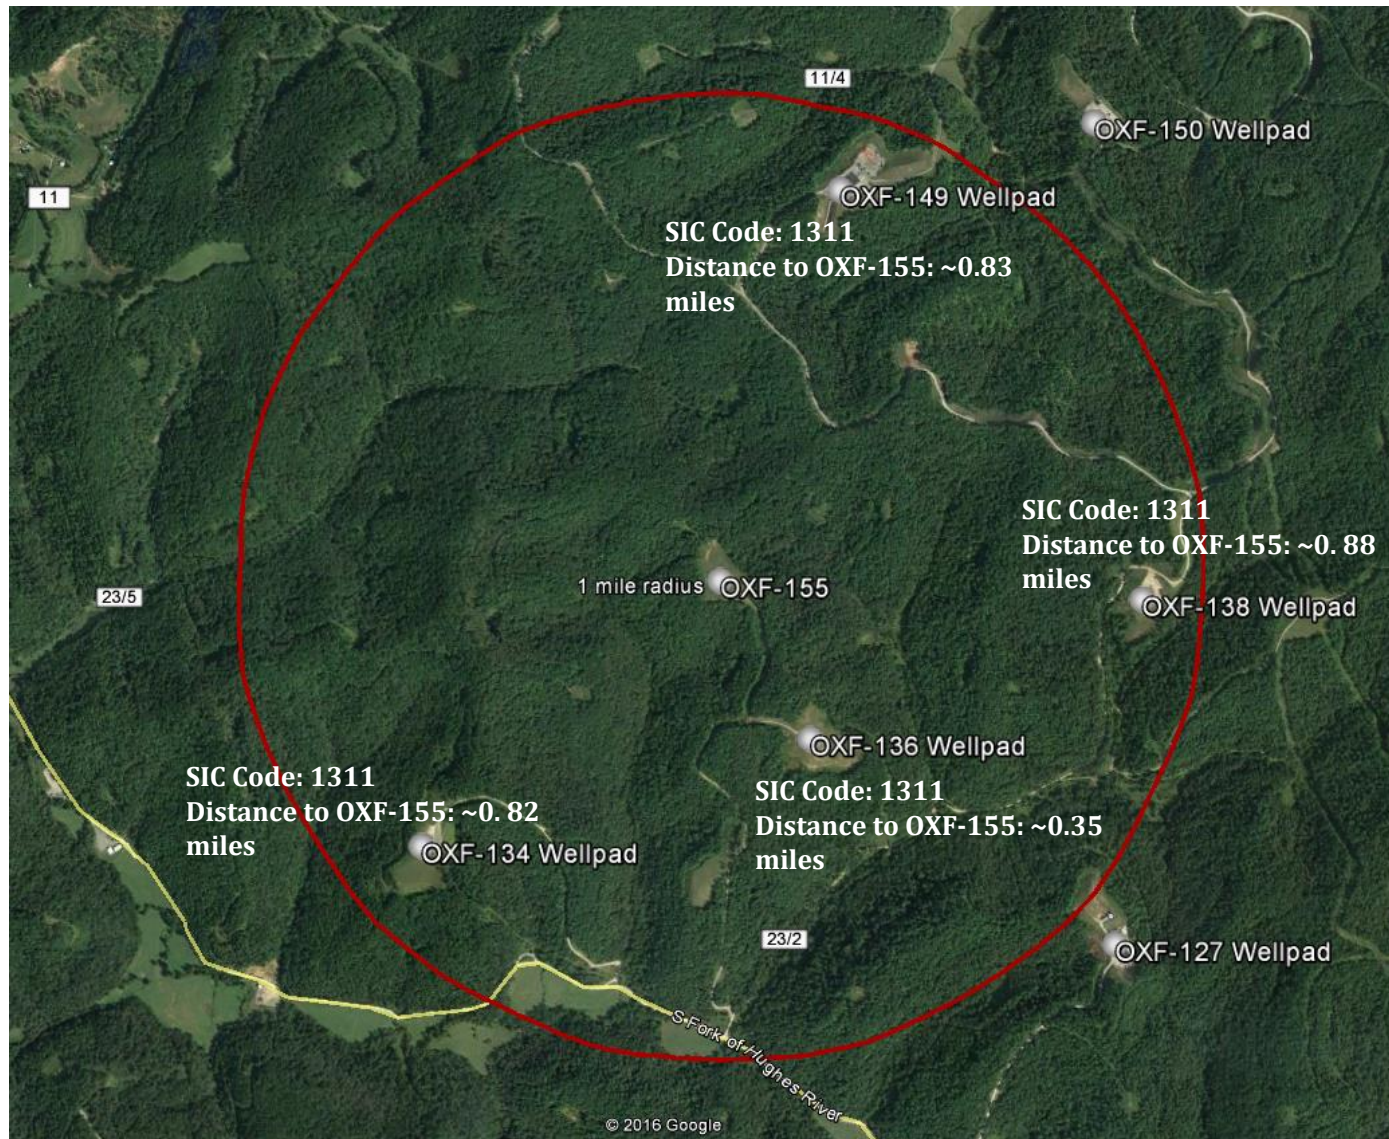 11/4
OXF-150 Wellpad
11
OXF-149 Wellpad
SIC Code: 1311
Distance to OXF-155: ~0.83
miles
SIC Code: 1311
Distance to OXF-155: ~0. 88
miles
1 mile radius
OXF-155
23/5
OXF-138 Wellpad
OXF-136 Wellpad
SIC Code: 1311
Distance to OXF-155: ~0. 82
miles
SIC Code: 1311
Distance to OXF-155: ~0.35
miles
OXF-134 Wellpad
23/2
OXF-127 Wellpad
S Fork of Hughes River
© 2016 Google